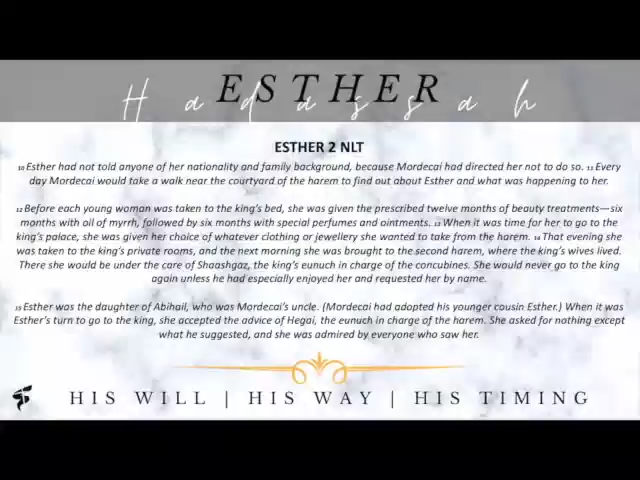 ESTHER
Hadassah
ESTHER 2 NLT
10 Esther had not told anyone of her nationality and family background, because Mordecai had directed her not to do so. 11 Every
day Mordecai would take a walk near the courtyard of the harem to find out about Esther and what was happening to her.
12 Before each young woman was taken to the king's bed, she was given the prescribed twelve months of beauty treatments—six
months with oil of myrrh, followed by six months with special perfumes and ointments. 13 When it was time for her to go to the
king's palace, she was given her choice of whatever clothing or jewellery she wanted to take from the harem. 14 That evening she
was taken to the king's private rooms, and the next morning she was brought to the second harem, where the king's wives lived.
There she would be under the care of Shaashgaz, the king's eunuch in charge of the concubines. She would never go to the king
again unless he had especially enjoyed her and requested her by name.
15 Esther was the daughter of Abihail, who was Mordecai's uncle. (Mordecai had adopted his younger cousin Esther.) When it was
Esther's turn to go to the king, she accepted the advice of Hegai, the eunuch in charge of the harem. She asked for nothing except
what he suggested, and she was admired by everyone who saw her.
HIS WILL | HIS WAY | HIS TIMING